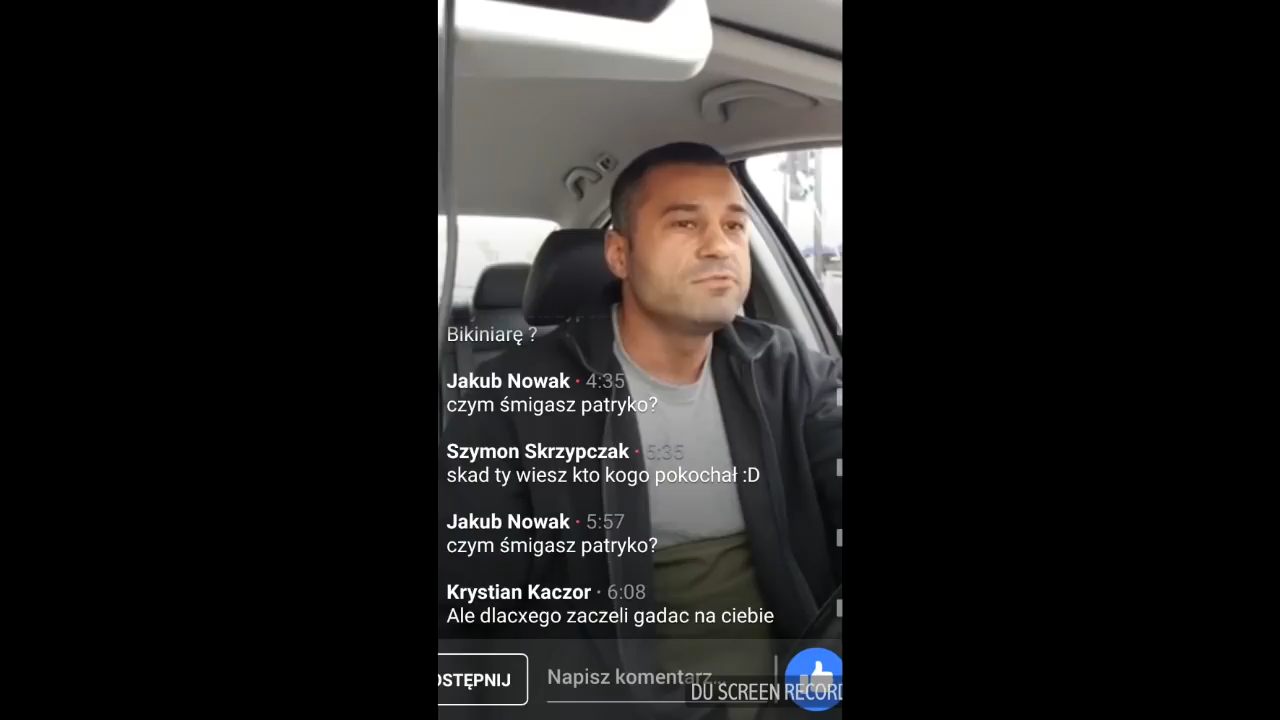 Bikiniarę ?
Jakub Nowak · 4:35
czym śmigasz patryko?
Szymon Skrzypczak · 5:35
skad ty wiesz kto kogo pokochał :D
Jakub Nowak · 5:57
czym śmigasz patryko?
Krystian Kaczor · 6:08
Ale dlacxego zaczeli gadac na ciebie
OSTĘPNIJ
Napisz komentarz...
DU SCREEN RECORD